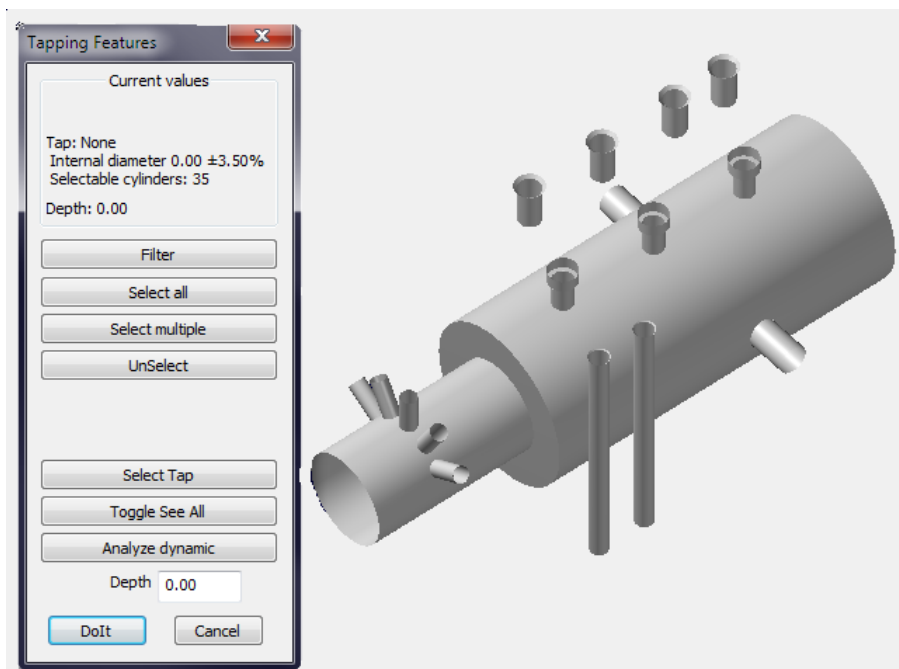 Tapping Features
Current values
Tap: None
Internal diameter 0.00 ±3.50%
Selectable cylinders: 35
Depth: 0.00
Filter
Select all
Select multiple
UnSelect
Select Tap
Toggle See All
Analyze dynamic
Depth 0.00
DoIt Cancel